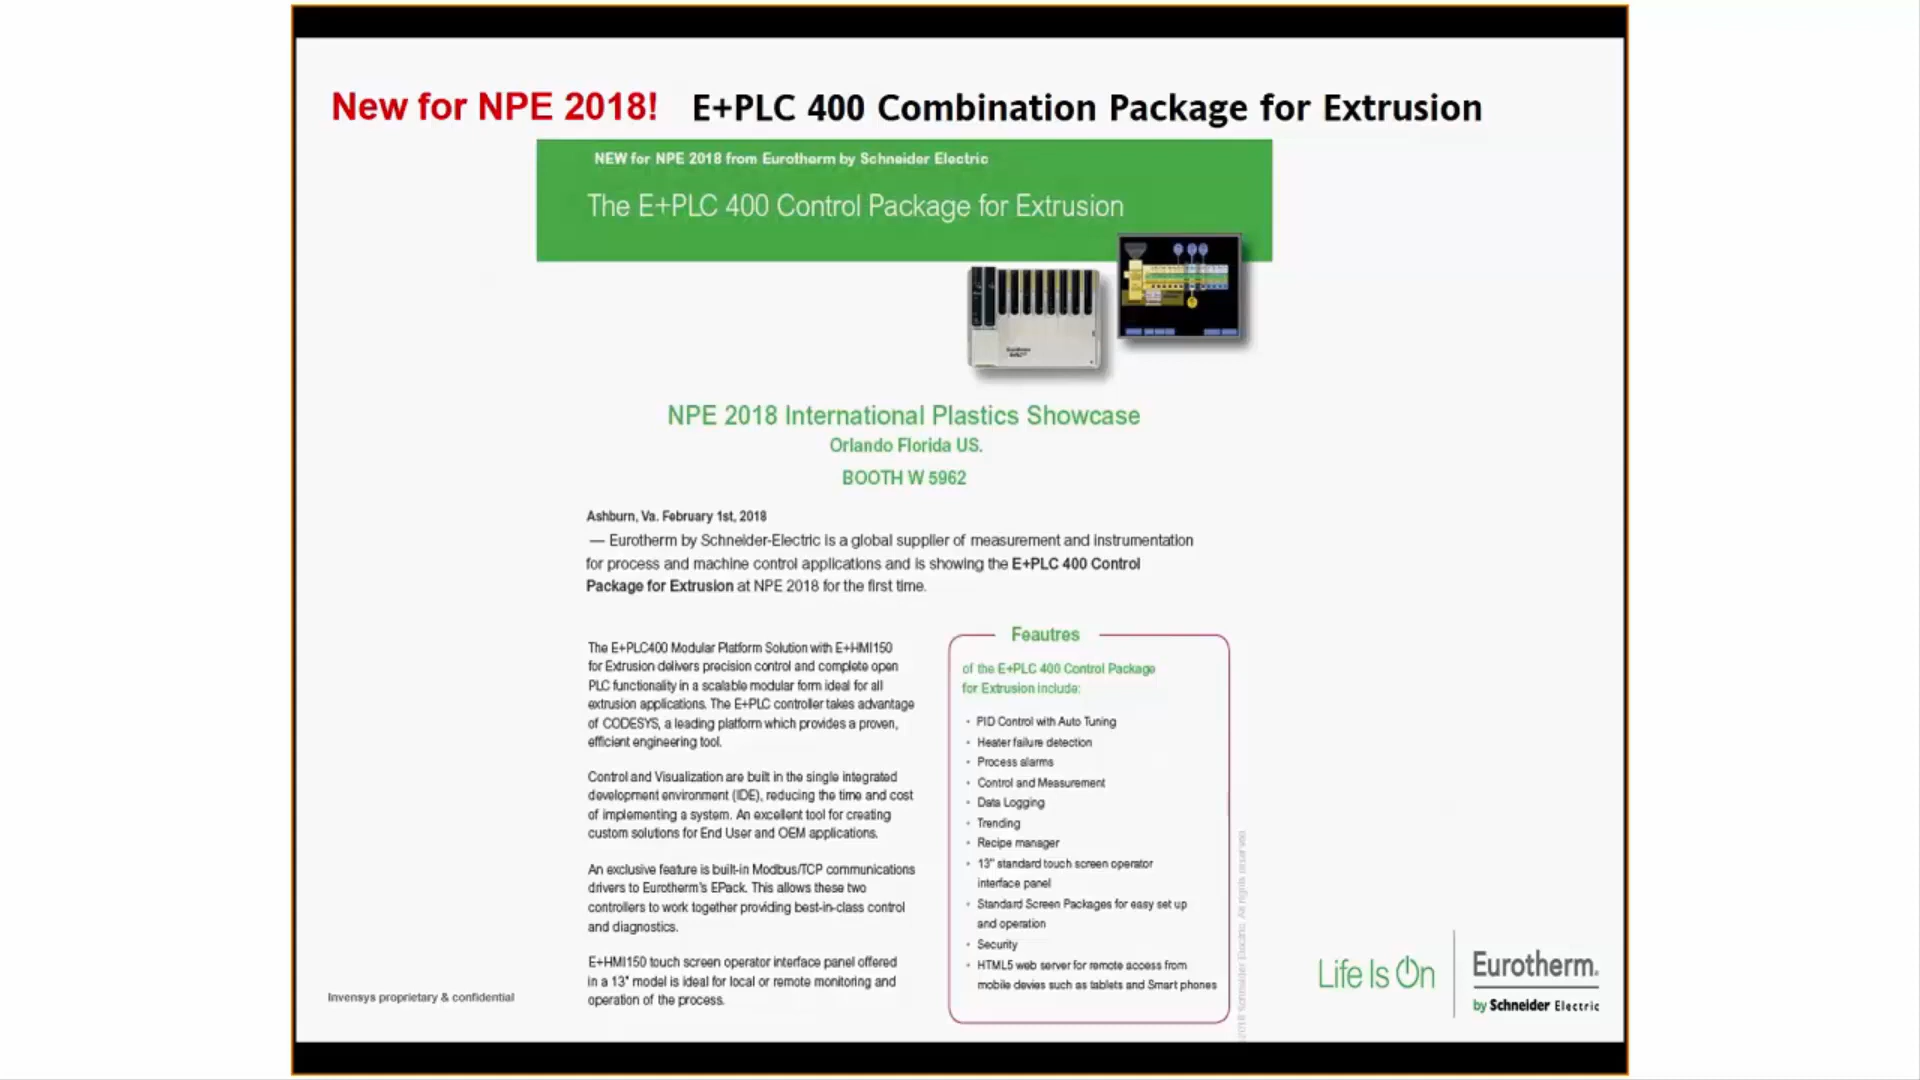 New for NPE 2018! E+PLC 400 Combination Package for Extrusion
NEW for NPE 2018 from Eurotherm by Schneider Electric
The E+PLC 400 Control Package for Extrusion
NPE 2018 International Plastics Showcase
Orlando Florida US.
BOOTH W 5962
Ashburn, Va. February 1st, 2018
— Eurotherm by Schneider-Electric is a global supplier of measurement and instrumentation
for process and machine control applications and is showing the E+PLC 400 Control
Package for Extrusion at NPE 2018 for the first time.
The E+PLC400 Modular Platform Solution with E+HMI150
for Extrusion delivers precision control and complete open
PLC functionality in a scalable modular form ideal for all
extrusion applications. The E+PLC controller takes advantage
of CODESYS, a leading platform which provides a proven,
efficient engineering tool.
Control and Visualization are built in the single integrated
development environment (IDE), reducing the time and cost
of implementing a system. An excellent tool for creating
custom solutions for End User and OEM applications.
An exclusive feature is built-in Modbus/TCP communications
drivers to Eurotherm's EPack. This allows these two
controllers to work together providing best-in-class control
and diagnostics.
E+HMI150 touch screen operator interface panel offered
in a 13" model is ideal for local or remote monitoring and
operation of the process.
Feautres
of the E+PLC 400 Control Package
for Extrusion include:
• PID Control with Auto Tuning
• Heater failure detection
• Process alarms
• Control and Measurement
• Data Logging
• Trending
• Recipe manager
• 13" standard touch screen operator
interface panel
• Standard Screen Packages for easy set up
and operation
• Security
• HTML5 web server for remote access from
mobile devies such as tablets and Smart phones
2018 Schneider Electric. All rights reserved.
Invensys proprietary & confidential
Life Is On
Eurotherm.
by Schneider Electric